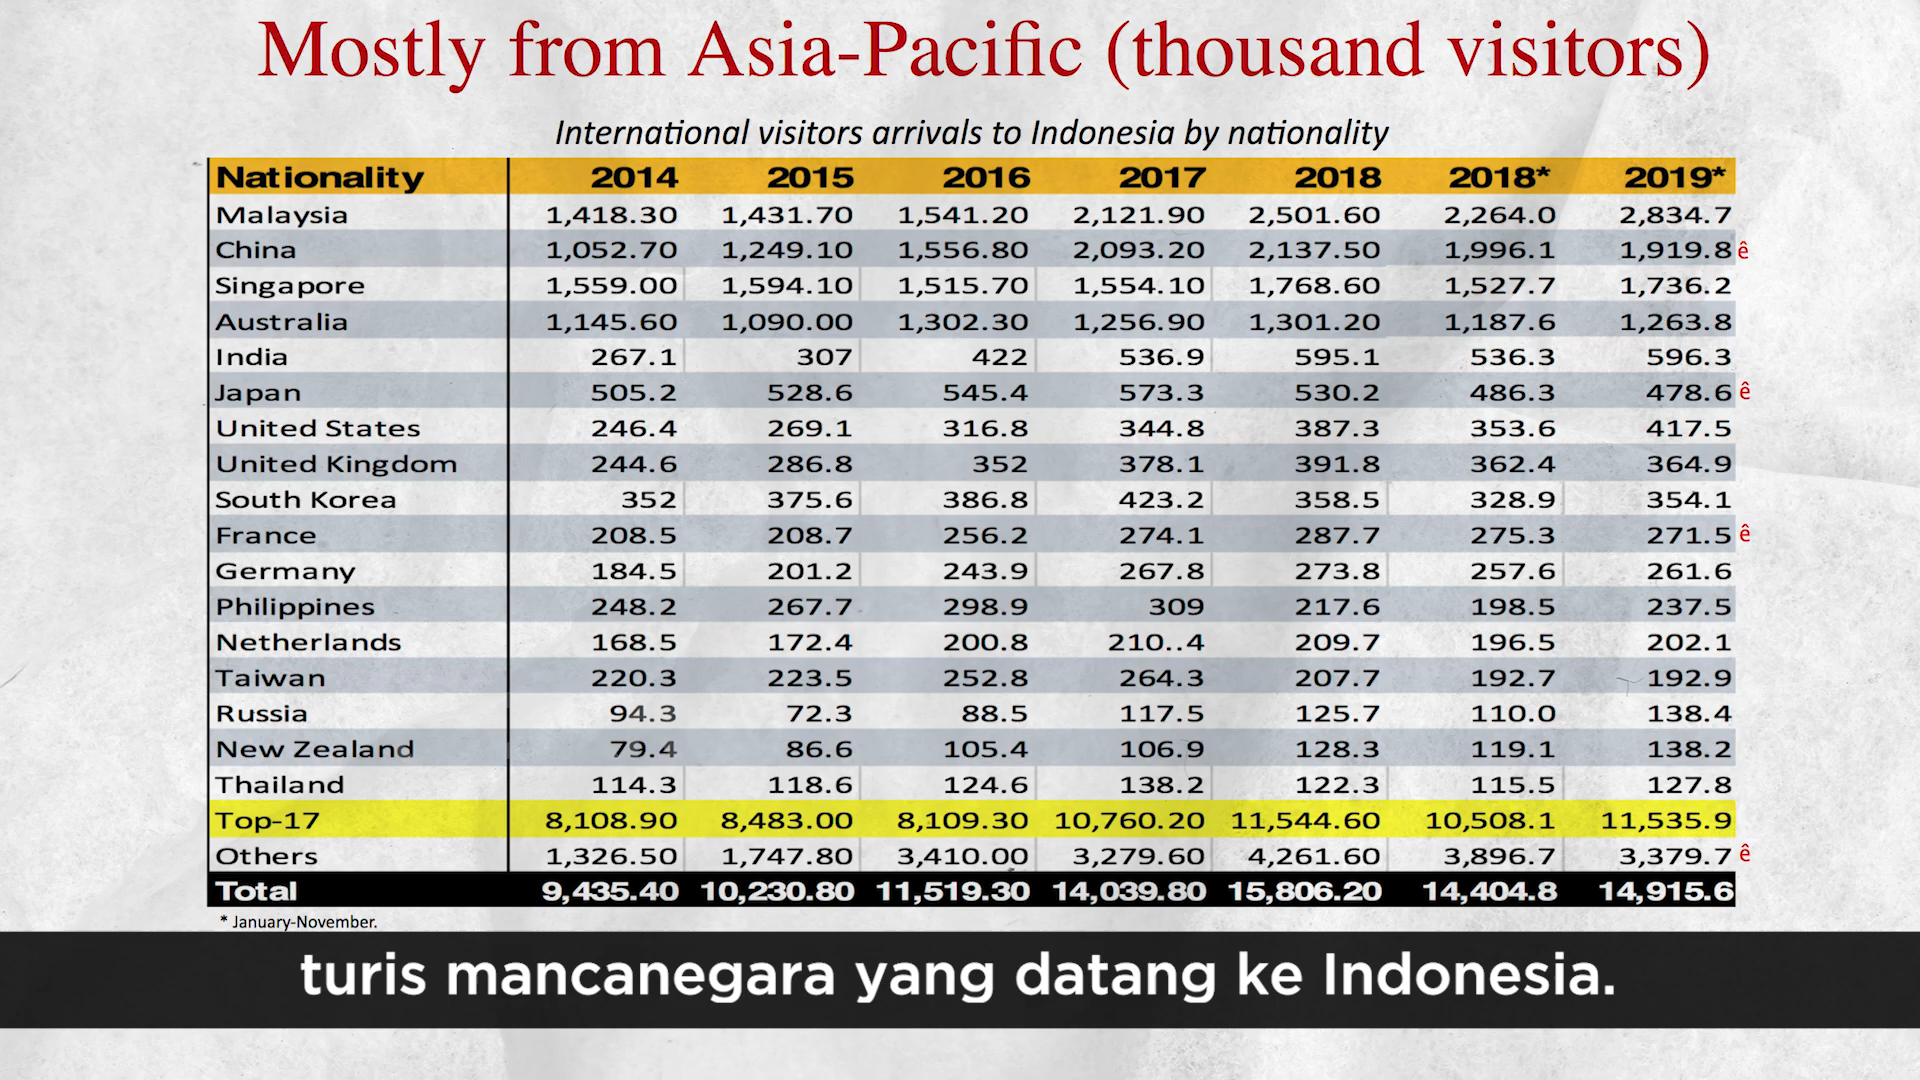 Mostly from Asia-Pacific (thousand visitors)
International visitors arrivals to Indonesia by nationality
Nationality 2014 2015 2016 2017 2018 2018* 2019*
Malaysia 1,418.30 1,431.70 1,541.20 2,121.90 2,501.60 2,264.0 2,834.7
China 1,052.70 1,249.10 1,556.80 2,093.20 2,137.50 1,996.1 1,919.8 ê
Singapore 1,559.00 1,594.10 1,515.70 1,554.10 1,768.60 1,527.7 1,736.2
Australia 1,145.60 1,090.00 1,302.30 1,256.90 1,301.20 1,187.6 1,263.8
India 267.1 307 422 536.9 595.1 536.3 596.3
Japan 505.2 528.6 545.4 573.3 530.2 486.3 478.6 ê
United States 246.4 269.1 316.8 344.8 387.3 353.6 417.5
United Kingdom 244.6 286.8 352 378.1 391.8 362.4 364.9
South Korea 352 375.6 386.8 423.2 358.5 328.9 354.1
France 208.5 208.7 256.2 274.1 287.7 275.3 271.5 ê
Germany 184.5 201.2 243.9 267.8 273.8 257.6 261.6
Philippines 248.2 267.7 298.9 309 217.6 198.5 237.5
Netherlands 168.5 172.4 200.8 210..4 209.7 196.5 202.1
Taiwan 220.3 223.5 252.8 264.3 207.7 192.7 192.9
Russia 94.3 72.3 88.5 117.5 125.7 110.0 138.4
New Zealand 79.4 86.6 105.4 106.9 128.3 119.1 138.2
Thailand 114.3 118.6 124.6 138.2 122.3 115.5 127.8
Top-17 8,108.90 8,483.00 8,109.30 10,760.20 11,544.60 10,508.1 11,535.9
Others 1,326.50 1,747.80 3,410.00 3,279.60 4,261.60 3,896.7 3,379.7 ê
Total 9,435.40 10,230.80 11,519.30 14,039.80 15,806.20 14,404.8 14,915.6
* January-November.
turis mancanegara yang datang ke Indonesia.